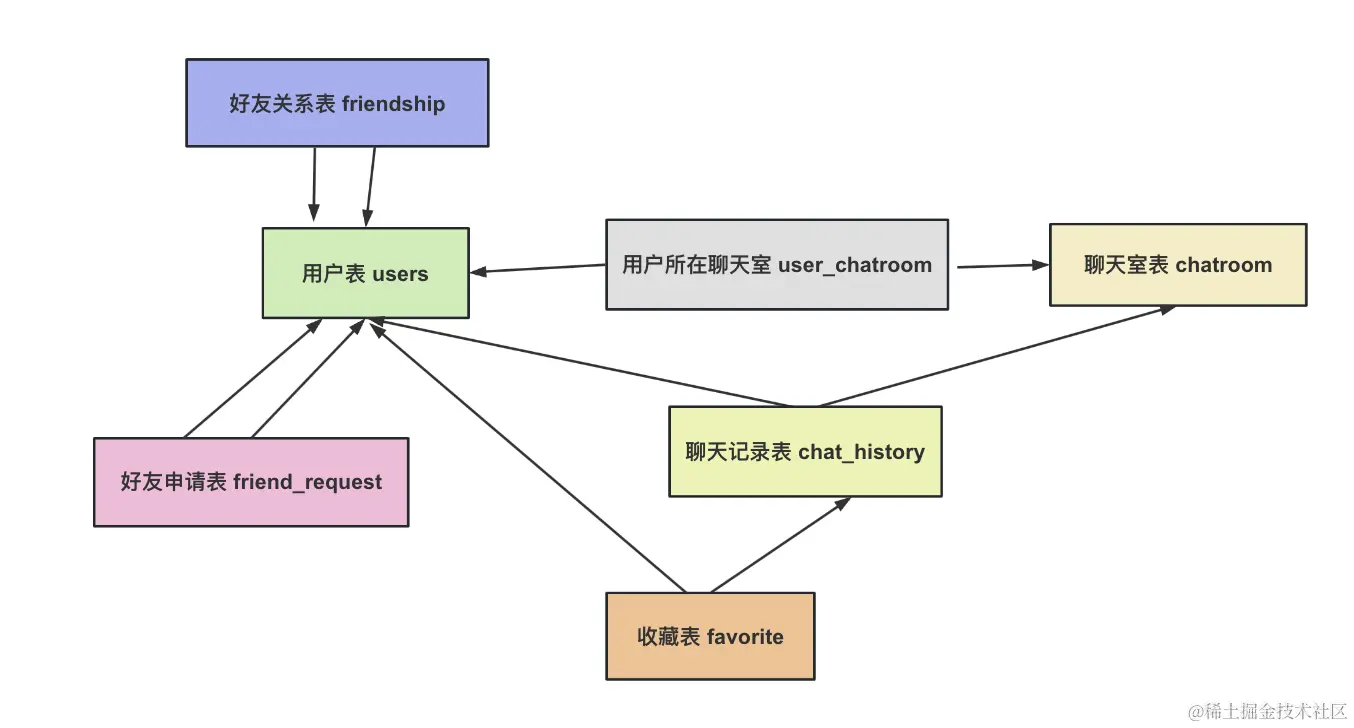 好友关系表 friendship
用户表 users
用户所在聊天室 user_chatroom
聊天室表 chatroom
聊天记录表 chat_history
好友申请表 friend_request
收藏表 favorite
@稀土掘金技术社区